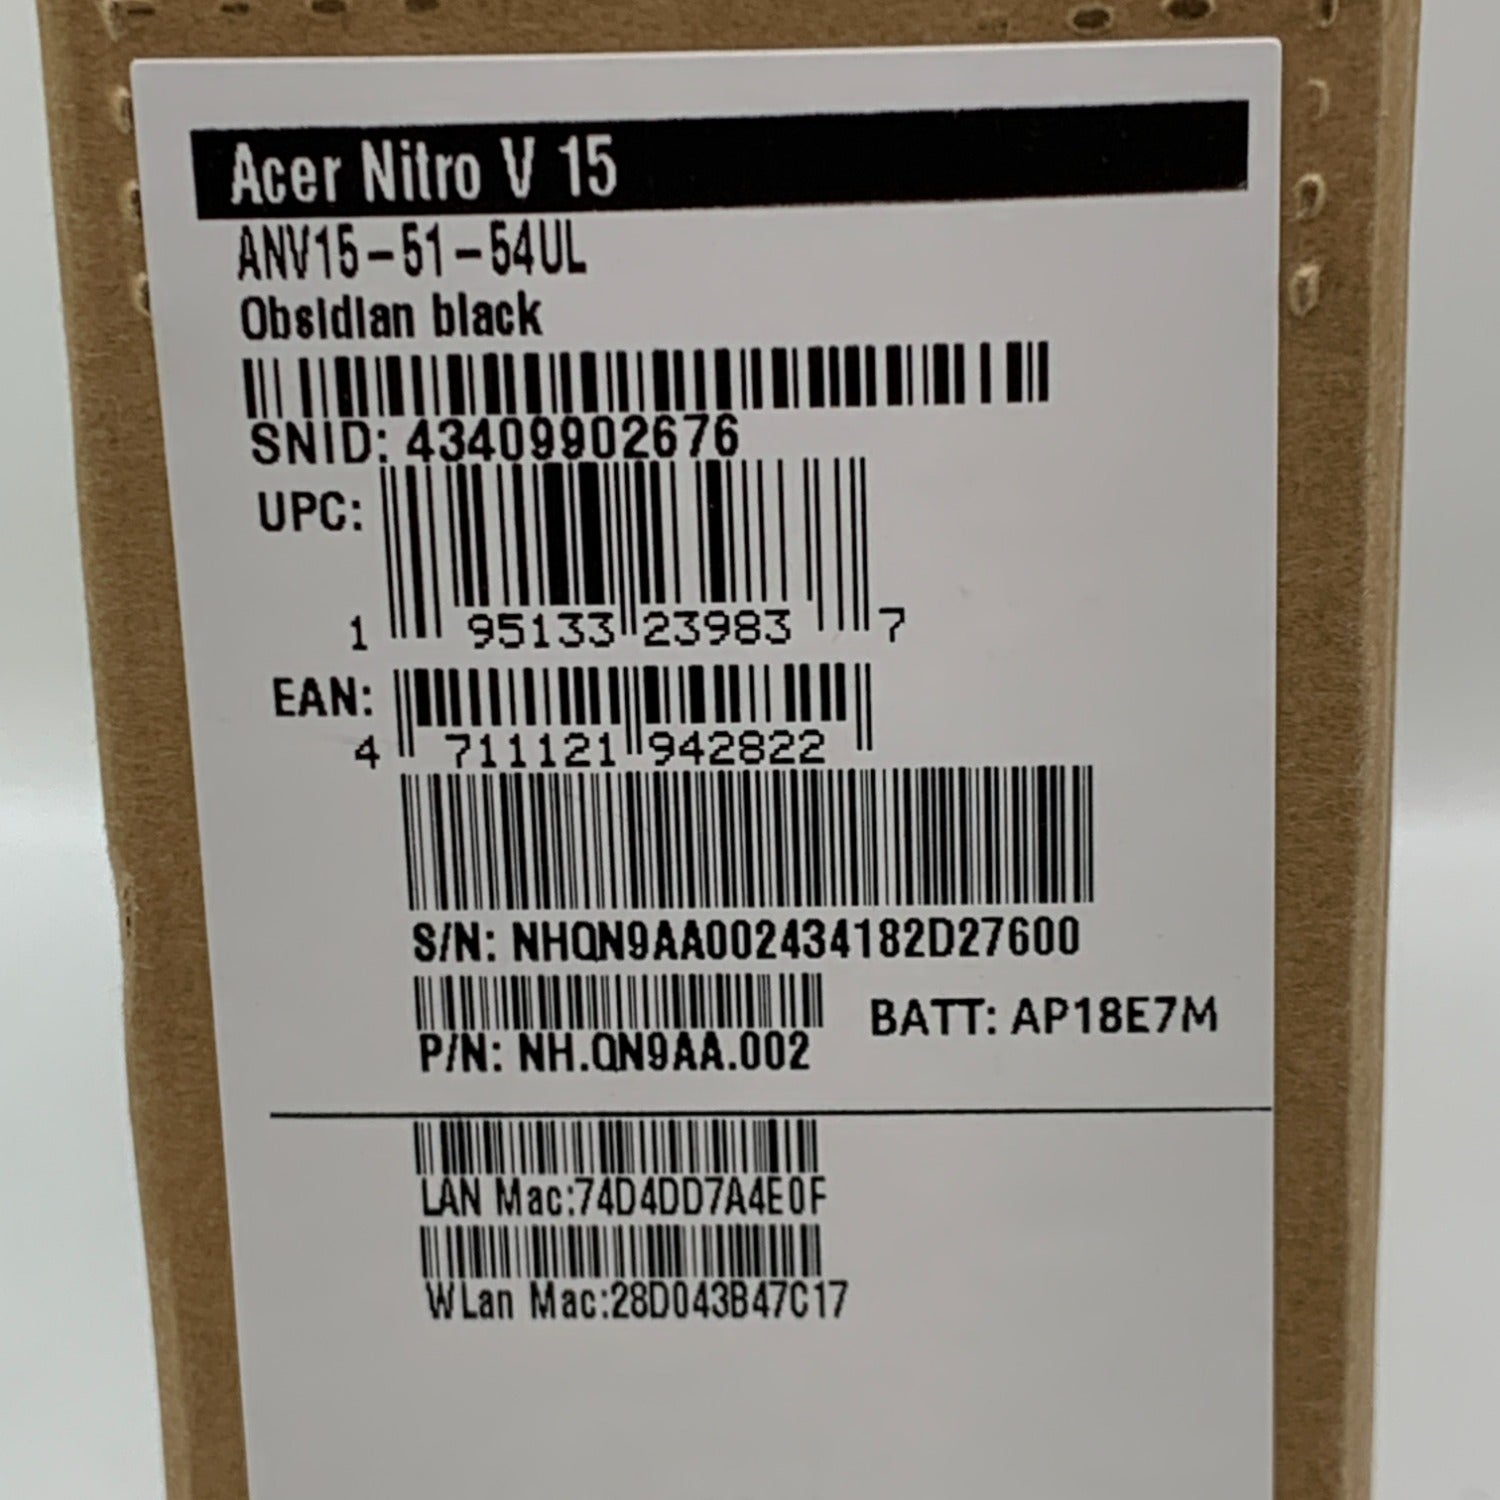 Acer Nitro V 15
ANV15-51-54UL
Obsidian black
SNID: 43409902676
UPC:
1 95133 23983 7
EAN:
4 711121 942822
S/N: NHQN9AA002434182D27600
P/N: NH.QN9AA.002
BATT: AP18E7M
LAN Mac:74D4DD7A4E0F
WLan Mac:28D043B47C17